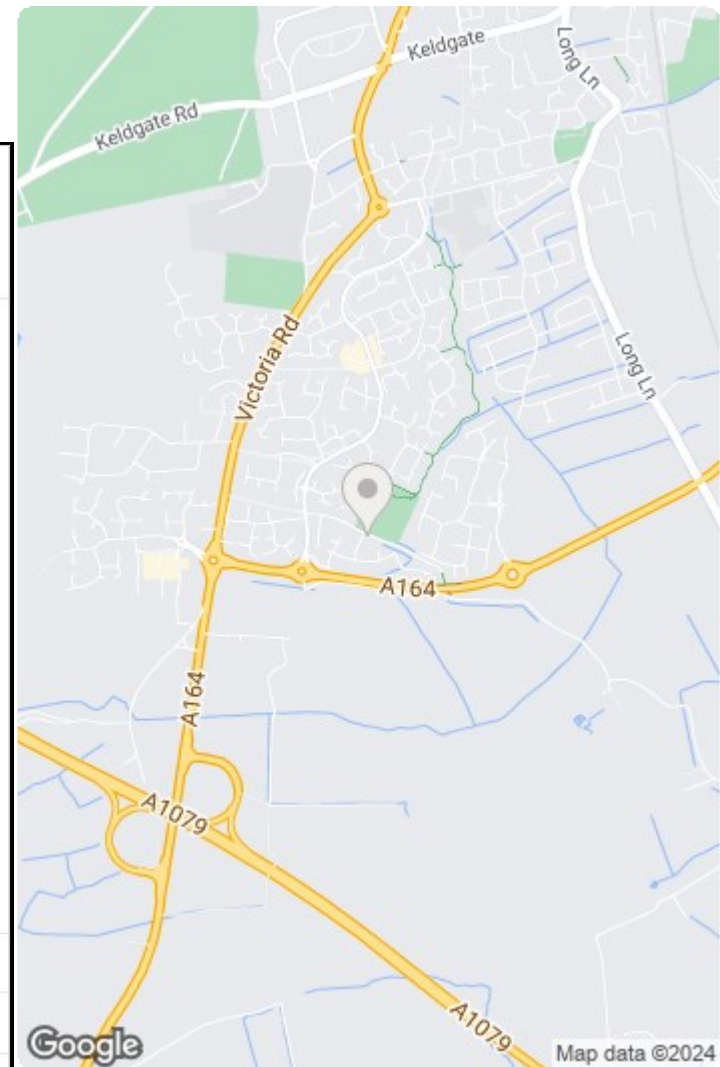 Keldgate
Long Ln
Keldgate Rd
Victoria Rd
Long Ln
A164
A164
A1079
A1079
Google
Map data ©2024